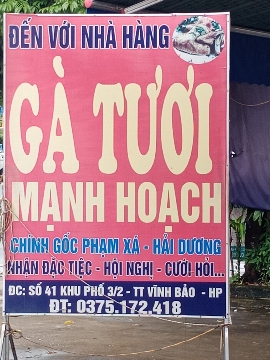 ĐẾN VỚI NHÀ HÀNG
GÀ TƯƠI
MẠNH HOẠCH
CHÍNH GỐC PHẠM XÁ - HẢI DƯƠNG
NHẬN ĐẶC TIỆC - HỘI NGHỊ - CƯỚI HỎI...
ĐC: SỐ 41 KHU PHỐ 3/2 - TT VĨNH BẢO - HP
ĐT: 0375.172.418